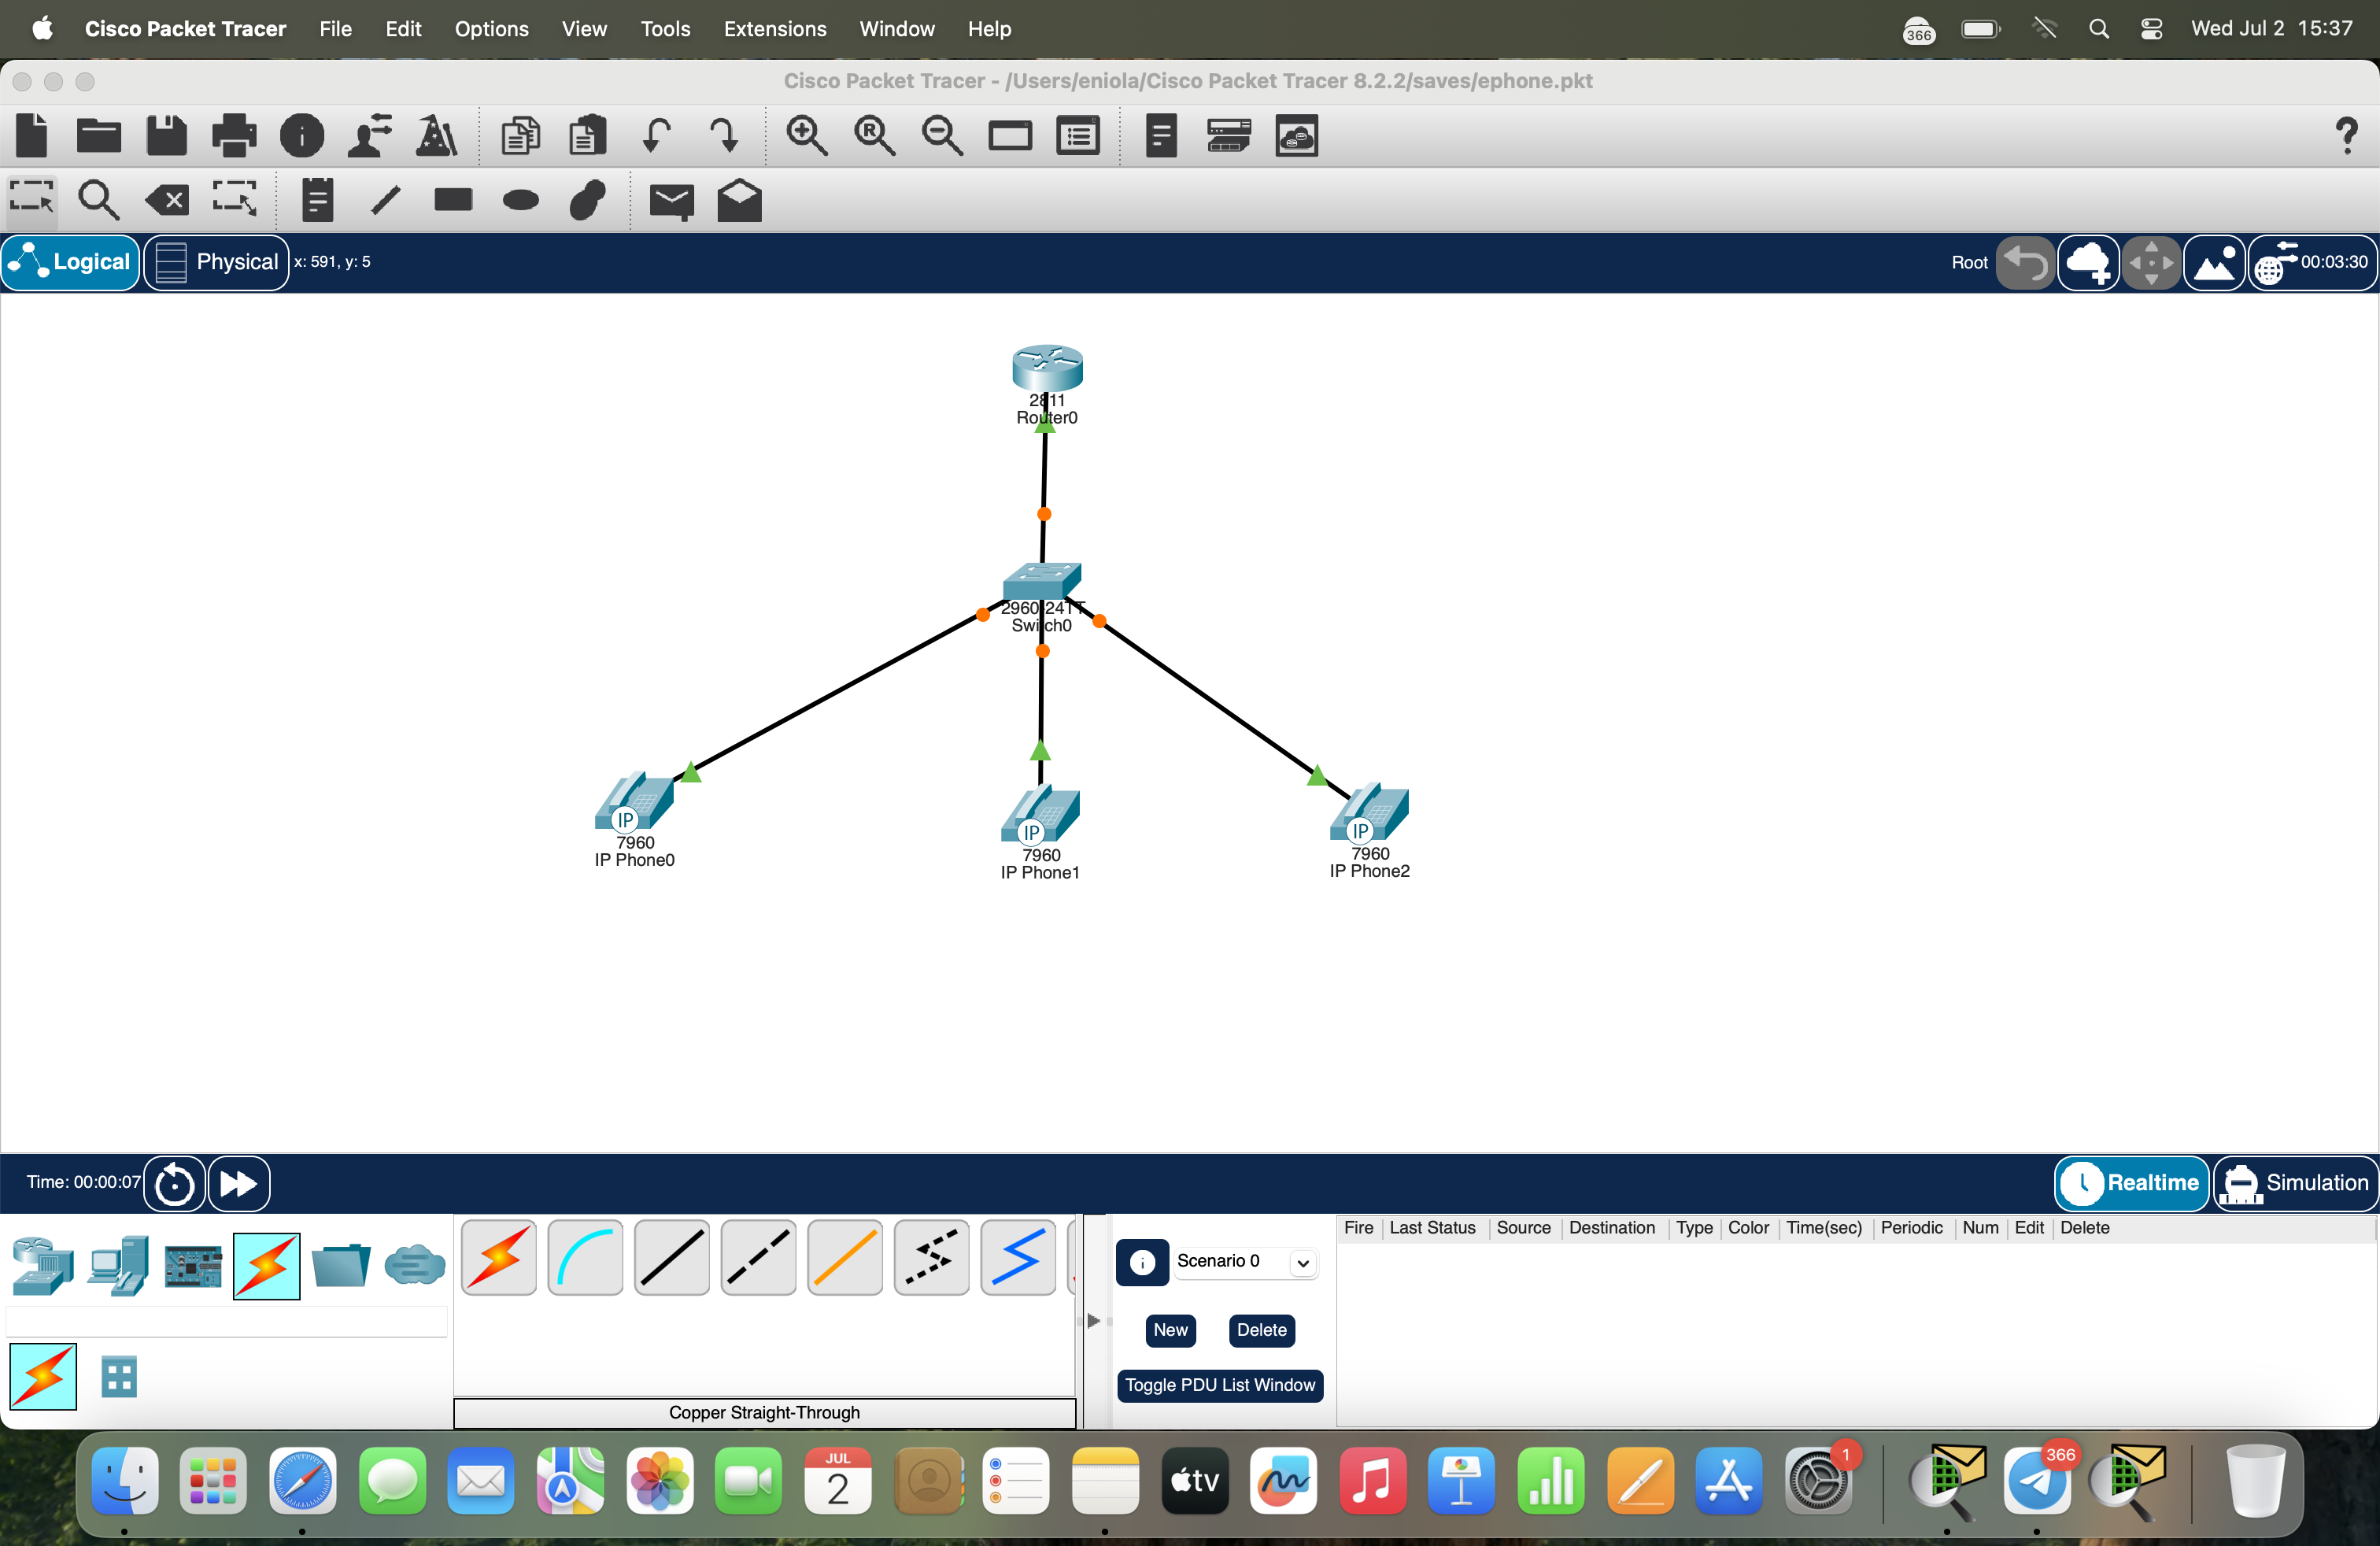 Cisco Packet Tracer File Edit Options View Tools Extensions Window Help 366 Wed Jul 2 15:37
Cisco Packet Tracer - /Users/eniola/Cisco Packet Tracer 8.2.2/saves/ephone.pkt
R
Logical Physical x: 591, y: 5 Root 00:03:30
2811
Router0
2960-24TT
Switch0
IP
7960
IP Phone0
IP
7960
IP Phone1
IP
7960
IP Phone2
Time: 00:00:07 Realtime Simulation
Scenario 0
Fire Last Status Source Destination Type Color Time(sec) Periodic Num Edit Delete
New Delete
Toggle PDU List Window
Copper Straight-Through
JUL
2
tv
1
366